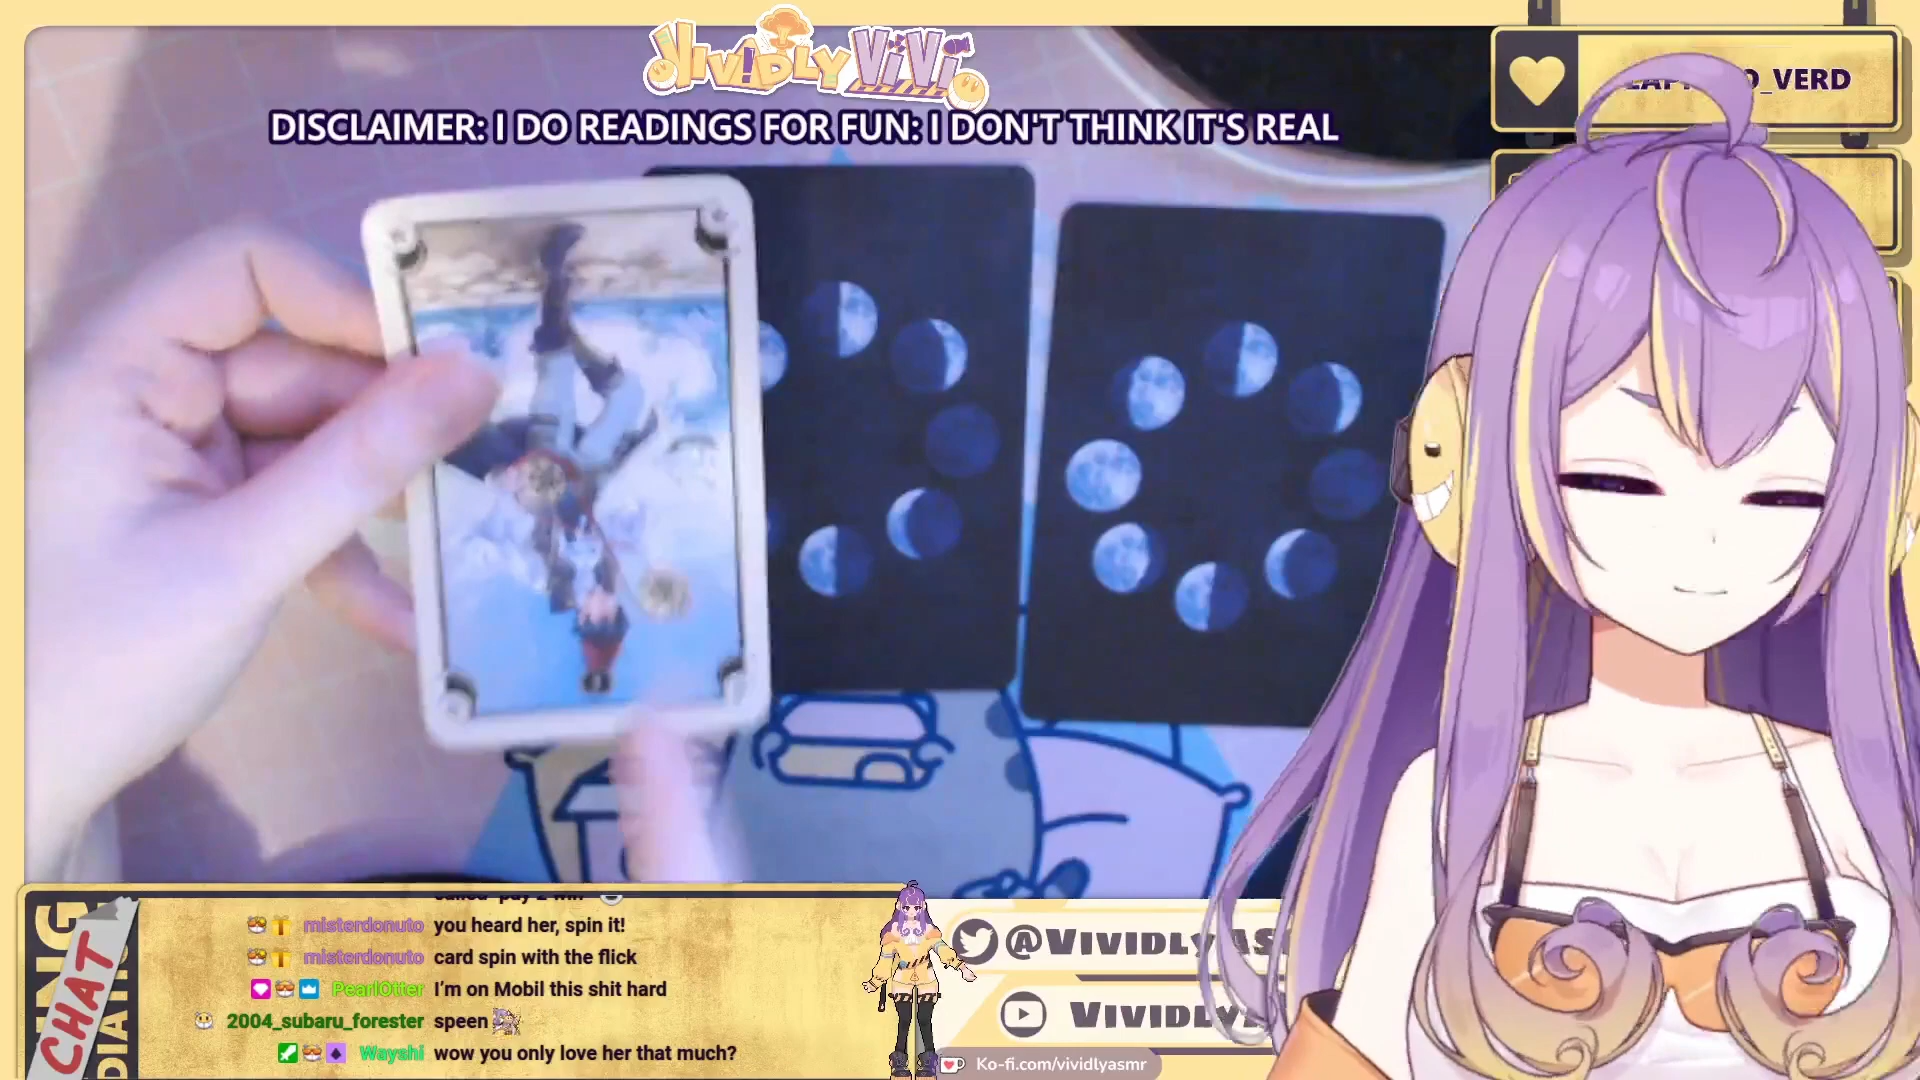 VIVIDLY ViVi
DISCLAIMER: I DO READINGS FOR FUN: I DON'T THINK IT'S REAL
_VERD
misterdonuto you heard her, spin it!
misterdonuto card spin with the flick
PearlOtter I'm on Mobil this shit hard
2004_subaru_forester speen
Wayshi wow you only love her that much?
CHAT
@VIVIDLY
VIVIDLY
Ko-fi.com/vividlyasmr